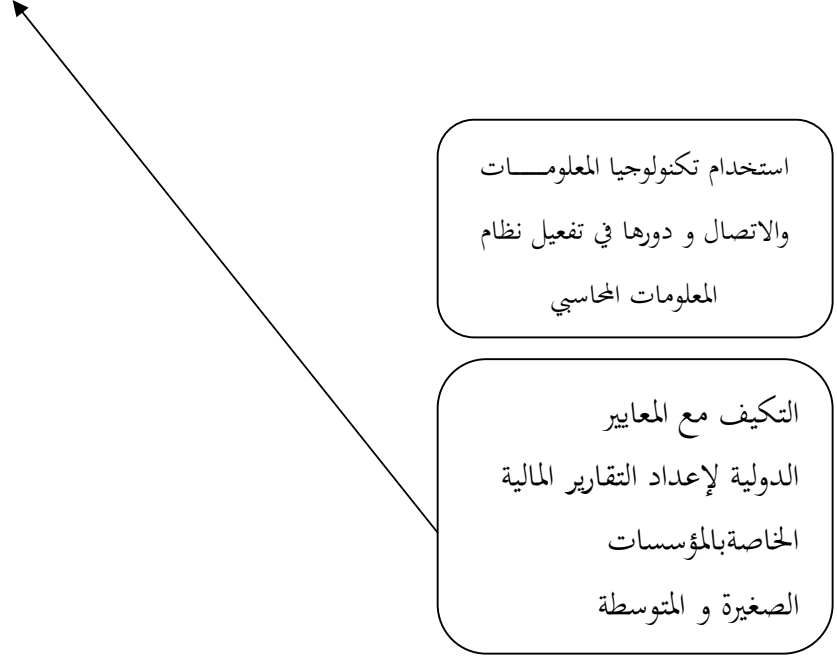 استخدام تكنولوجيا المعلومـــــات
والاتصال و دورها في تفعيل نظام
المعلومات المحاسبي
التكيف مع المعايير
الدولية لإعداد التقارير المالية
الخاصةبالمؤسسات
الصغيرة و المتوسطة